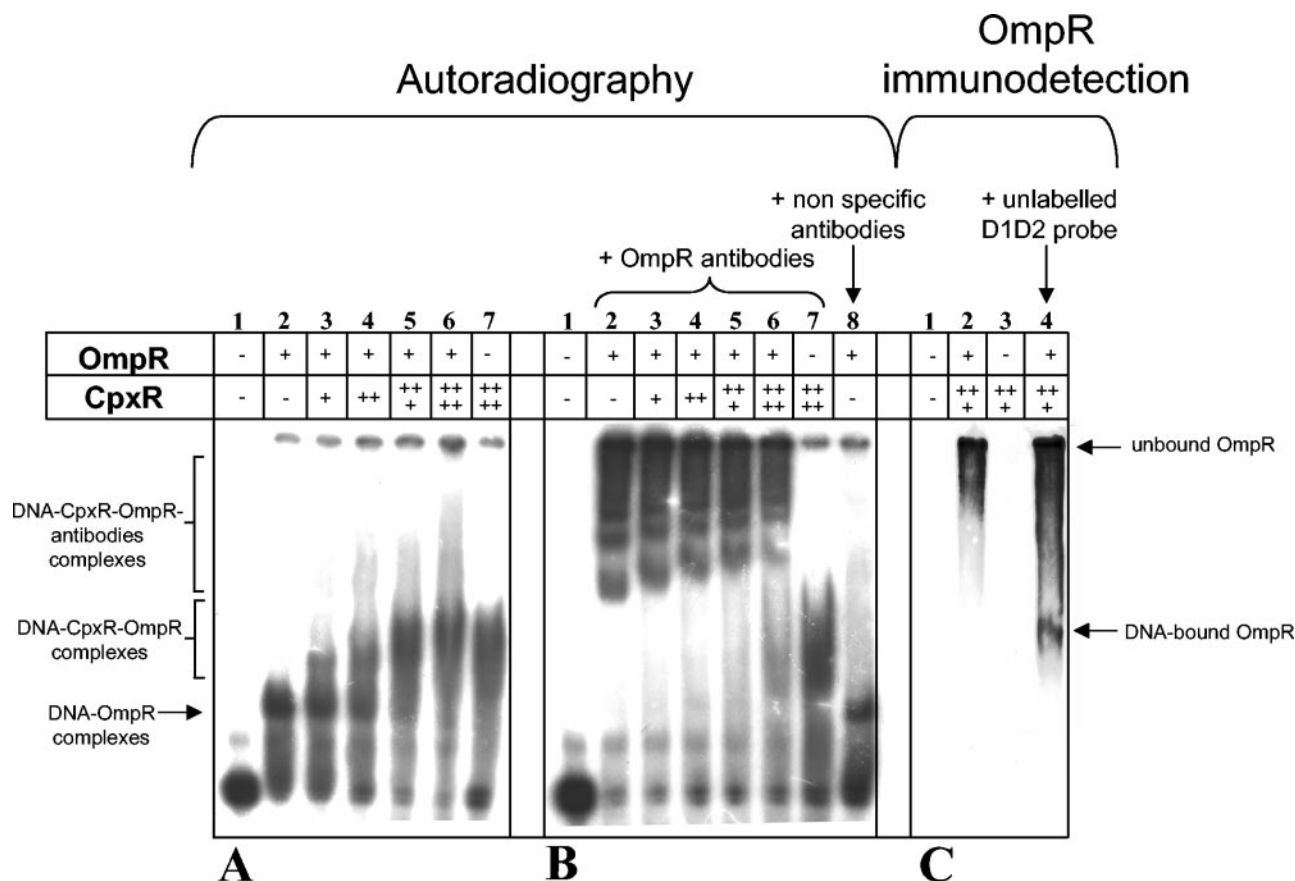 OmpR
immunodetection
Autoradiography
+ non specific
antibodies
+ unlabelled
D1D2 probe
+ OmpR antibodies
1 2 3 4 5 6 7 1 2 3 4 5 6 7 8 1 2 3 4
OmpR - + + + + + - - + + + + + - + - + - +
CpxR - - + ++ +++ ++++ ++++ - - + ++ +++ ++++ ++++ - - +++ +++ +++
unbound OmpR
DNA-CpxR-OmpR-
antibodies
complexes
DNA-CpxR-OmpR
complexes
DNA-bound OmpR
DNA-OmpR
complexes
A B C